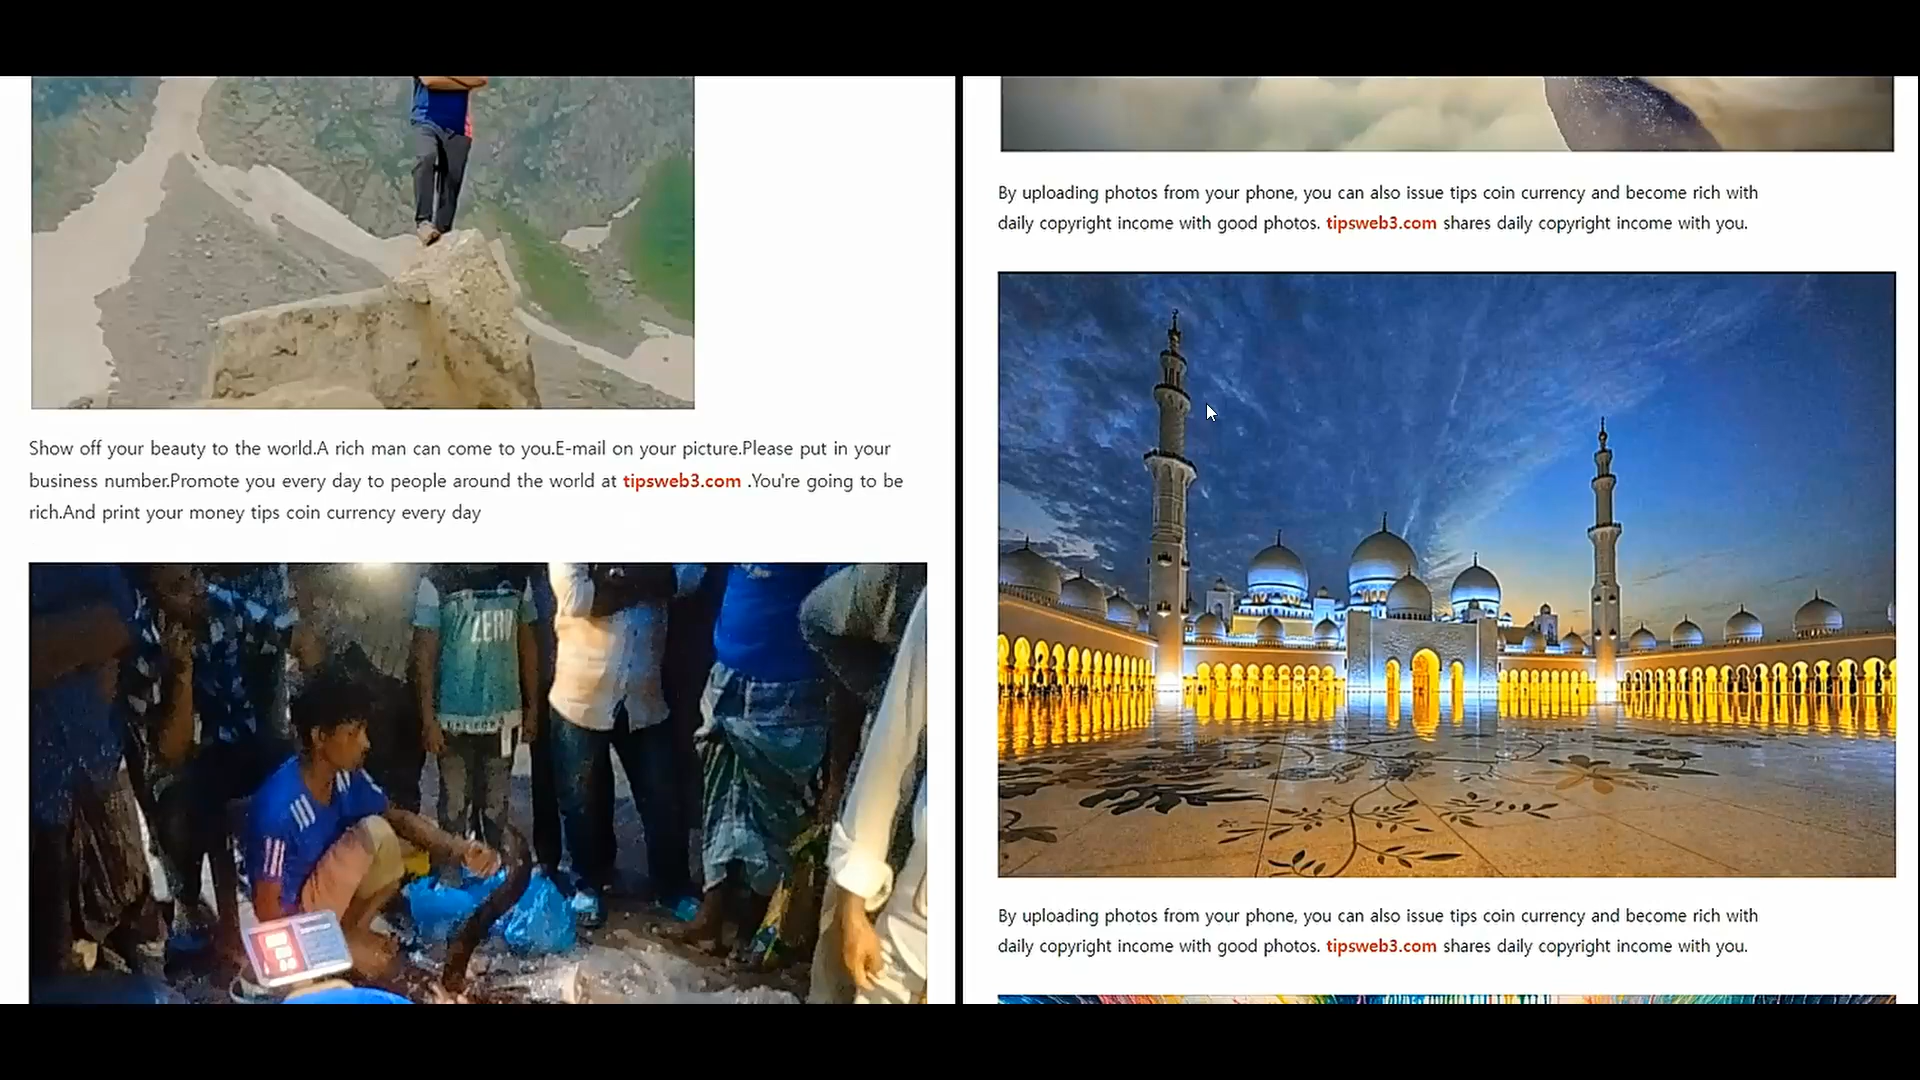 Show off your beauty to the world.A rich man can come to you.E-mail on your picture.Please put in your
business number.Promote you every day to people around the world at tipsweb3.com .You're going to be
rich.And print your money tips coin currency every day
ZERO
By uploading photos from your phone, you can also issue tips coin currency and become rich with
daily copyright income with good photos. tipsweb3.com shares daily copyright income with you.
By uploading photos from your phone, you can also issue tips coin currency and become rich with
daily copyright income with good photos. tipsweb3.com shares daily copyright income with you.